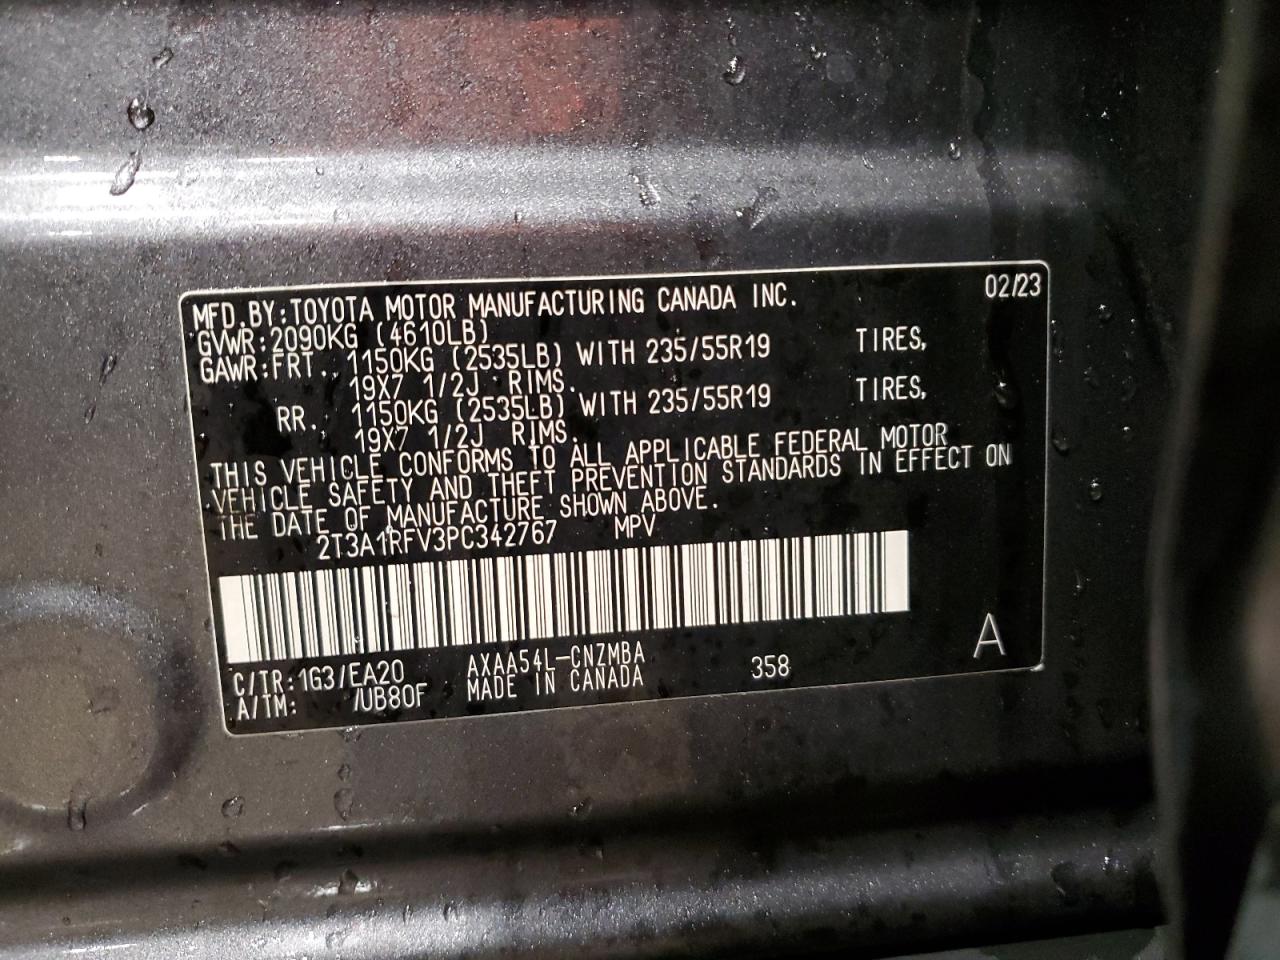 MFD.BY:TOYOTA MOTOR MANUFACTURING CANADA INC. 02/23
GVWR:2090KG (4610LB)
GAWR:FRT. 1150KG (2535LB) WITH 235/55R19 TIRES,
19X7 1/2J RIMS.
RR. 1150KG (2535LB) WITH 235/55R19 TIRES,
19X7 1/2J RIMS.
THIS VEHICLE CONFORMS TO ALL APPLICABLE FEDERAL MOTOR
VEHICLE SAFETY AND THEFT PREVENTION STANDARDS IN EFFECT ON
THE DATE OF MANUFACTURE SHOWN ABOVE.
2T3A1RFV3PC342767 MPV
C/TR:1G3/EA20 AXAA54L-CNZMBA 358 A
A/TM: /UB80F MADE IN CANADA